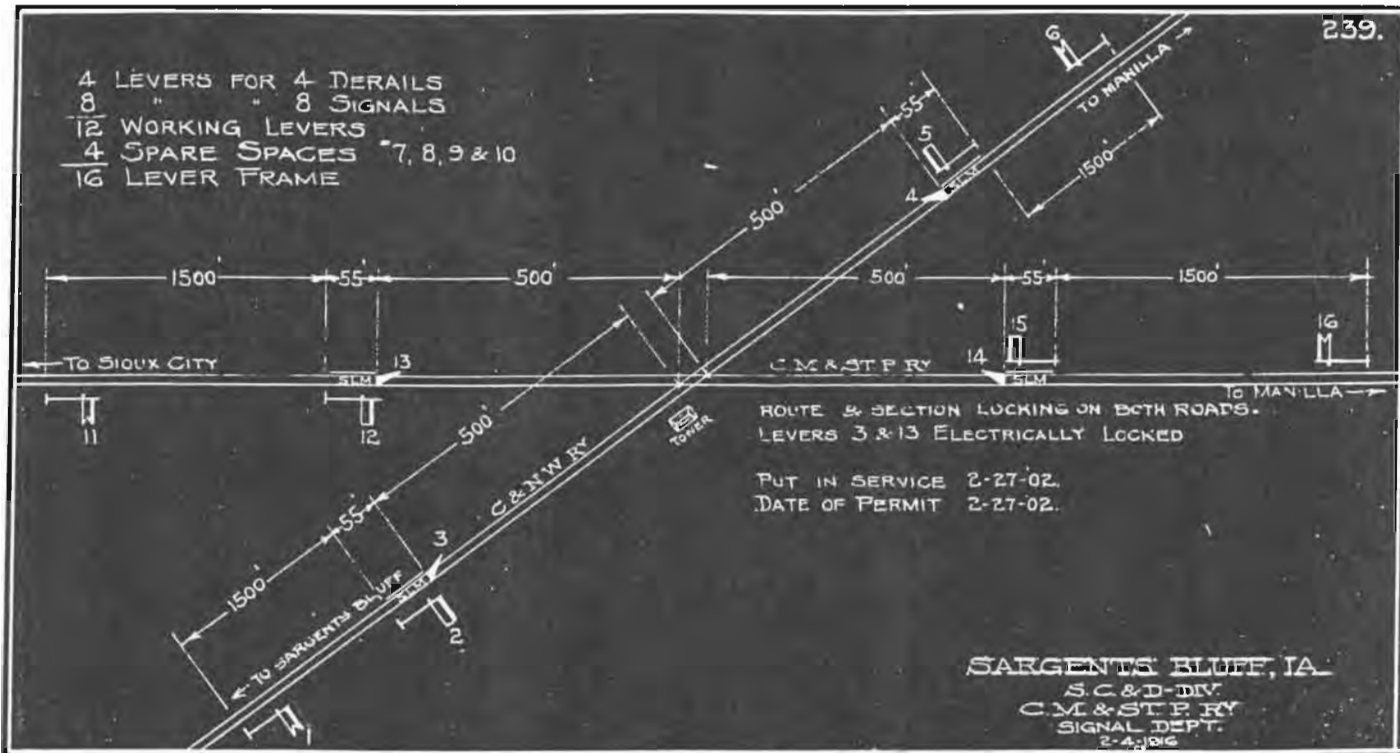 239.
4 LEVERS FOR 4 DERAILS
8 " " 8 SIGNALS
12 WORKING LEVERS
4 SPARE SPACES #7, 8, 9 & 10
16 LEVER FRAME
6
TO MANILLA
1500'
55'
5
SLM
4
500'
1500'
55'
500'
500'
55'
1500'
TO SIOUX CITY
13
SLM
11
12
C.M & ST P RY
14
15
SLM
16
TO MANILLA
TOWER
ROUTE & SECTION LOCKING ON BOTH ROADS.
LEVERS 3 & 13 ELECTRICALLY LOCKED
PUT IN SERVICE 2-27-'02.
DATE OF PERMIT 2-27-02.
500'
C & N W RY
55'
3
1500'
SLM
2
TO SARGENTS BLUFF
1
SARGENTS BLUFF, IA.
S.C. & D-DIV.
C.M & ST P. RY
SIGNAL DEPT.